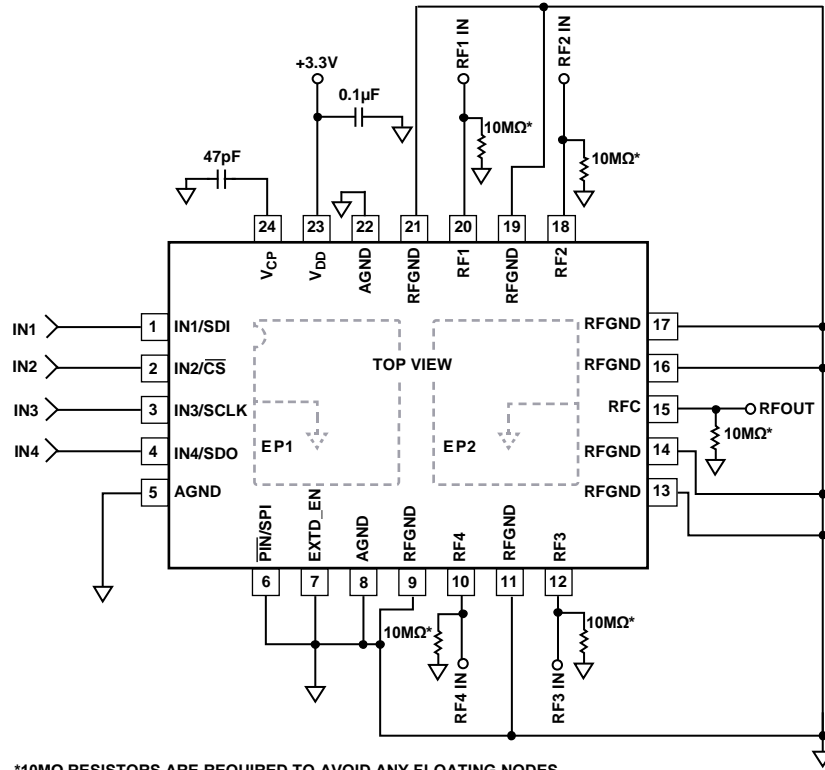 RF1 IN
RF2 IN
+3.3V
0.1µF
10MΩ*
10MΩ*
47pF
24
23
22
21
20
19
18
VCP
VDD
AGND
RFGND
RF1
RFGND
RF2
IN1
1
IN1/SDI
RFGND
17
TOP VIEW
IN2
2
IN2/CS
RFGND
16
IN3
3
IN3/SCLK
RFC
15
RFOUT
10MΩ*
IN4
4
IN4/SDO
EP1
EP2
RFGND
14
5
AGND
RFGND
13
PIN/SPI
EXTD_EN
AGND
RFGND
RF4
RFGND
RF3
6
7
8
9
10
11
12
10MΩ*
10MΩ*
RF4 IN
RF3 IN
*10MΩ RESISTORS ARE REQUIRED TO AVOID ANY FLOATING NODES